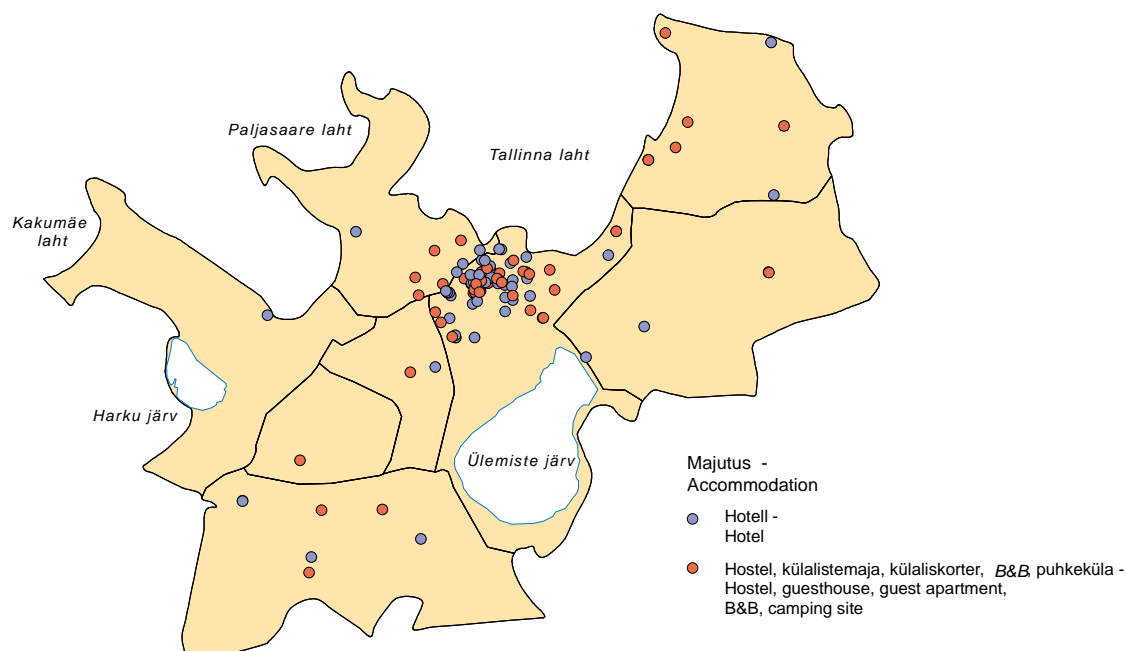 Paljasaare laht
Tallinna laht
Kakumäe
laht
Harku järv
Ülemiste järv
Majutus -
Accommodation
Hotell -
Hotel
Hostel, külalistemaja, külaliskorter, B&B, puhkeküla -
Hostel, guesthouse, guest apartment,
B&B, camping site